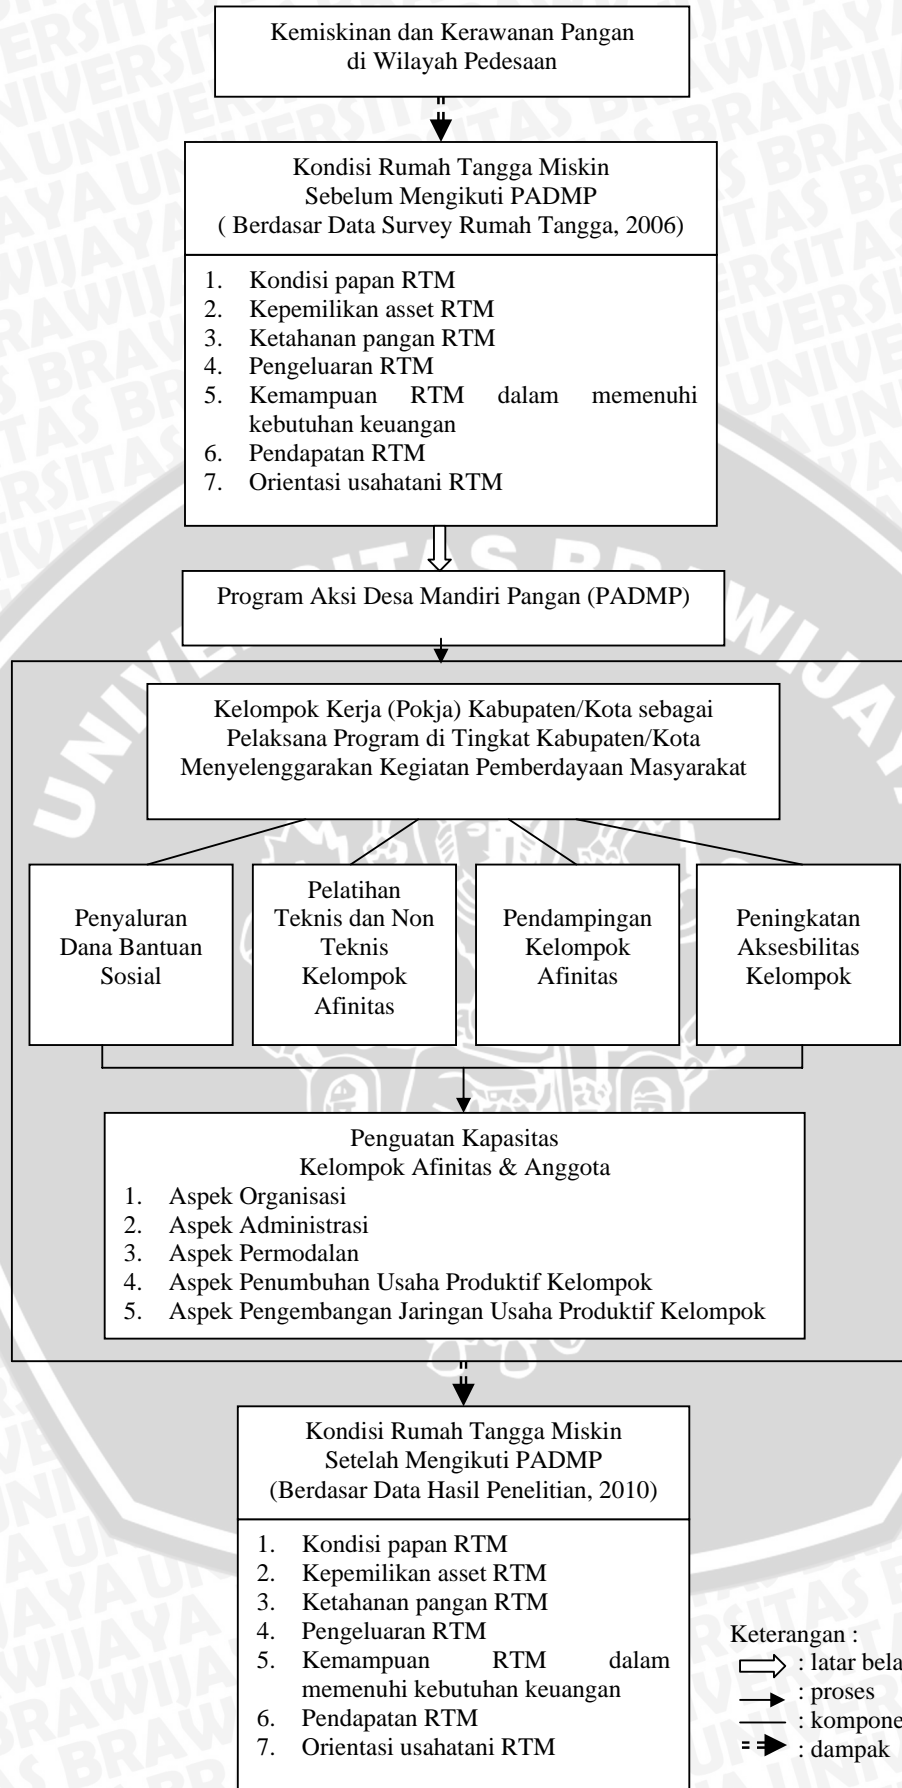 Kemiskinan dan Kerawanan Pangan
di Wilayah Pedesaan
Kondisi Rumah Tangga Miskin
Sebelum Mengikuti PADMP
( Berdasar Data Survey Rumah Tangga, 2006)
1. Kondisi papan RTM
2. Kepemilikan asset RTM
3. Ketahanan pangan RTM
4. Pengeluaran RTM
5. Kemampuan RTM dalam memenuhi
kebutuhan keuangan
6. Pendapatan RTM
7. Orientasi usahatani RTM
Program Aksi Desa Mandiri Pangan (PADMP)
Kelompok Kerja (Pokja) Kabupaten/Kota sebagai
Pelaksana Program di Tingkat Kabupaten/Kota
Menyelenggarakan Kegiatan Pemberdayaan Masyarakat
Penyaluran
Dana Bantuan
Sosial
Pelatihan
Teknis dan Non
Teknis
Kelompok
Afinitas
Pendampingan
Kelompok
Afinitas
Peningkatan
Aksesbilitas
Kelompok
Penguatan Kapasitas
Kelompok Afinitas & Anggota
1. Aspek Organisasi
2. Aspek Administrasi
3. Aspek Permodalan
4. Aspek Penumbuhan Usaha Produktif Kelompok
5. Aspek Pengembangan Jaringan Usaha Produktif Kelompok
Kondisi Rumah Tangga Miskin
Setelah Mengikuti PADMP
(Berdasar Data Hasil Penelitian, 2010)
1. Kondisi papan RTM
2. Kepemilikan asset RTM
3. Ketahanan pangan RTM
4. Pengeluaran RTM
5. Kemampuan RTM dalam
memenuhi kebutuhan keuangan
6. Pendapatan RTM
7. Orientasi usahatani RTM
Keterangan :
: latar bela
: proses
: kompone
: dampak